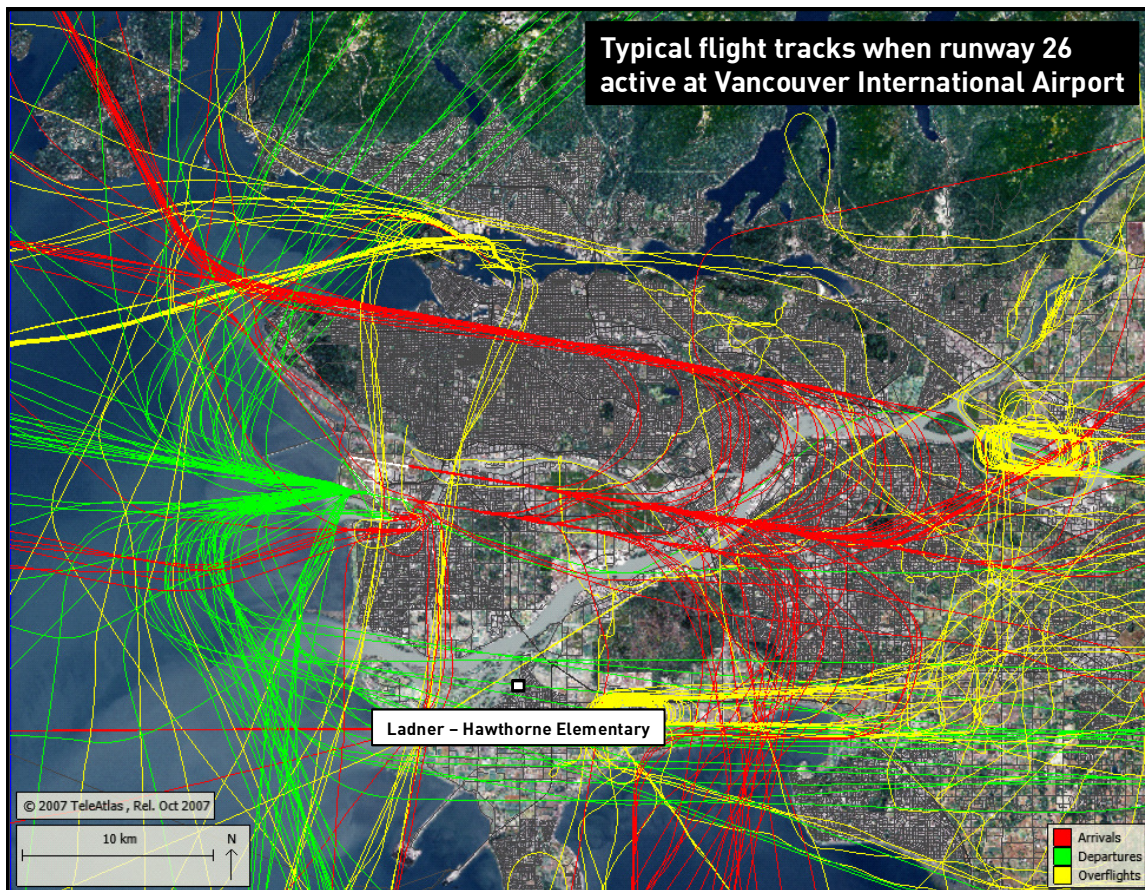 Typical flight tracks when runway 26
active at Vancouver International Airport
Ladner – Hawthorne Elementary
© 2007 TeleAtlas , Rel. Oct 2007
10 km
N
Arrivals
Departures
Overflights